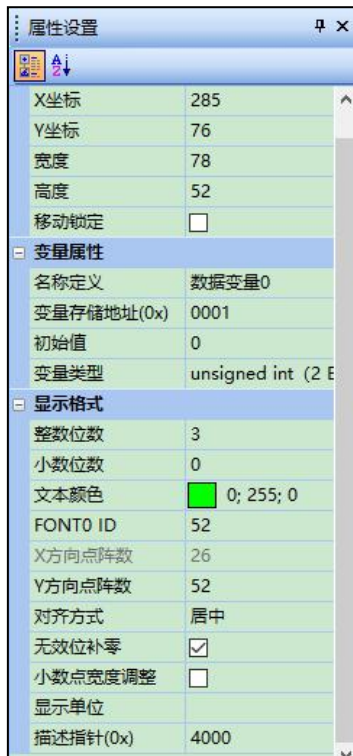 属性设置
X坐标 285
Y坐标 76
宽度 78
高度 52
移动锁定
变量属性
名称定义 数据变量0
变量存储地址(0x) 0001
初始值 0
变量类型 unsigned int (2 B
显示格式
整数位数 3
小数位数 0
文本颜色 0; 255; 0
FONT0 ID 52
X方向点阵数 26
Y方向点阵数 52
对齐方式 居中
无效位补零
小数点宽度调整
显示单位
描述指针(0x) 4000